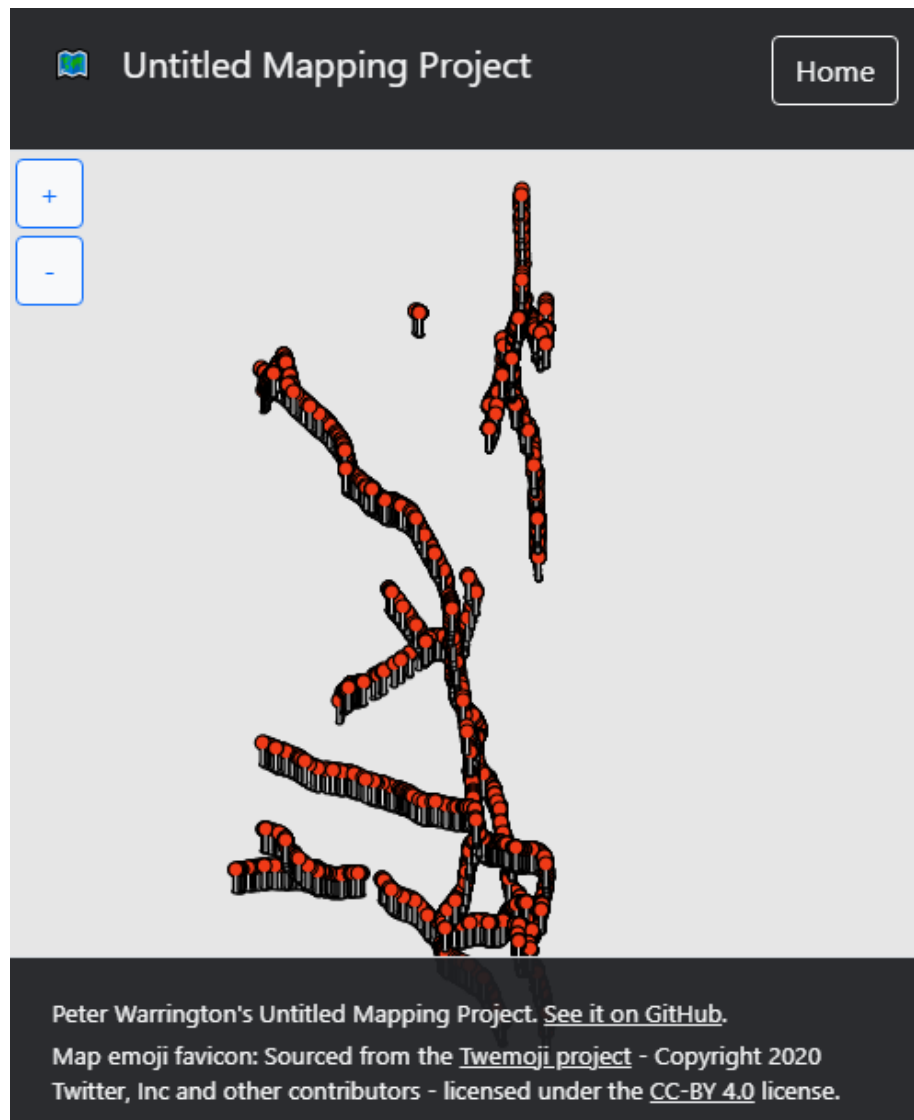 Untitled Mapping Project
Home
+
-
Peter Warrington's Untitled Mapping Project. See it on GitHub.
Map emoji favicon: Sourced from the Twemoji project - Copyright 2020
Twitter, Inc and other contributors - licensed under the CC-BY 4.0 license.